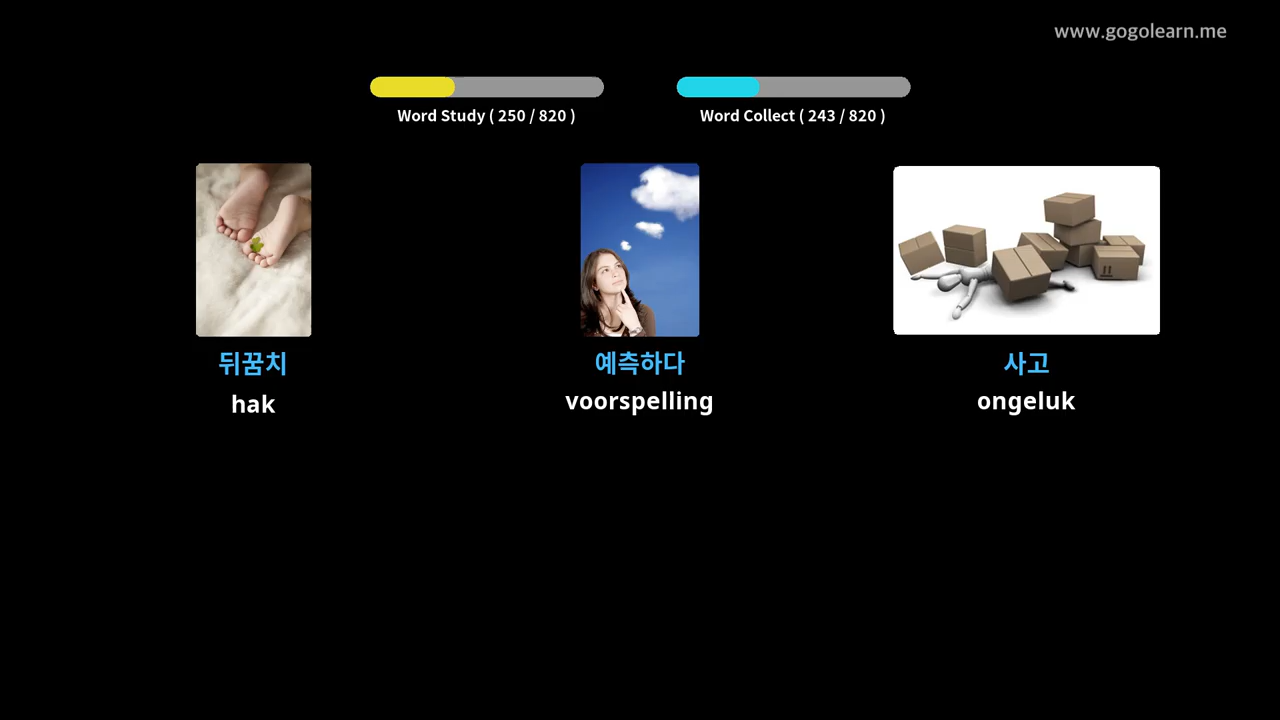 www.gogolearn.me
Word Study ( 250 / 820 )
Word Collect ( 243 / 820 )
뒤꿈치
hak
예측하다
voorspelling
사고
ongeluk